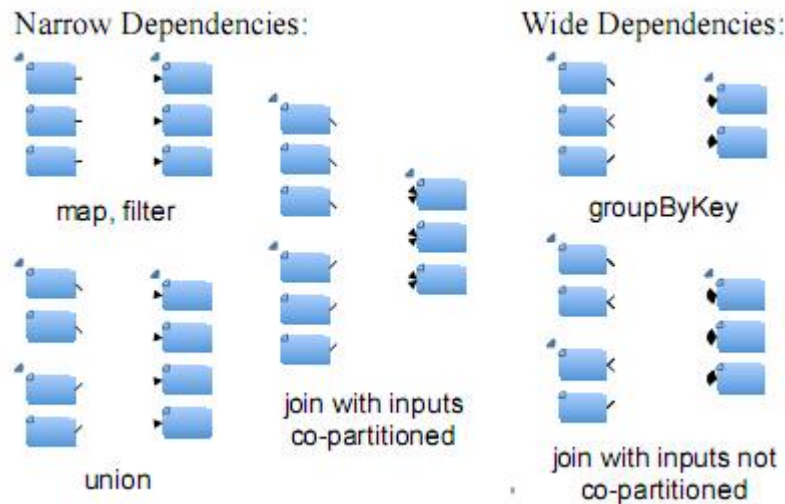 Narrow Dependencies:
map, filter
union
join with inputs
co-partitioned
Wide Dependencies:
groupByKey
join with inputs not
co-partitioned